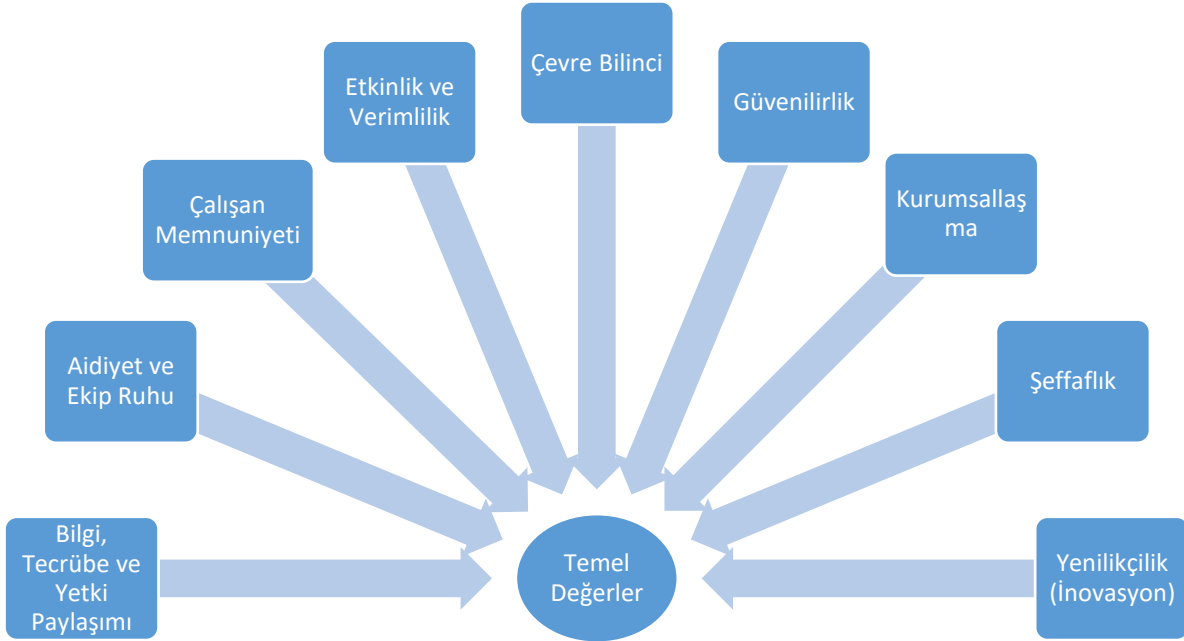 Bilgi,
Tecrübe ve
Yetki
Paylaşımı
Aidiyet ve
Ekip Ruhu
Çalışan
Memnuniyeti
Etkinlik ve
Verimlilik
Çevre Bilinci
Güvenilirlik
Kurumsallaş
ma
Şeffaflık
Yenilikçilik
(İnovasyon)
Temel
Değerler